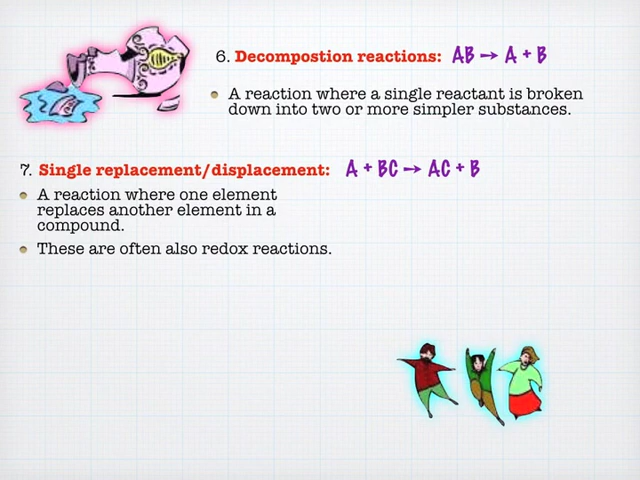 6. Decompostion reactions: AB → A + B
A reaction where a single reactant is broken
down into two or more simpler substances.
7. Single replacement/displacement: A + BC → AC + B
A reaction where one element
replaces another element in a
compound.
These are often also redox reactions.